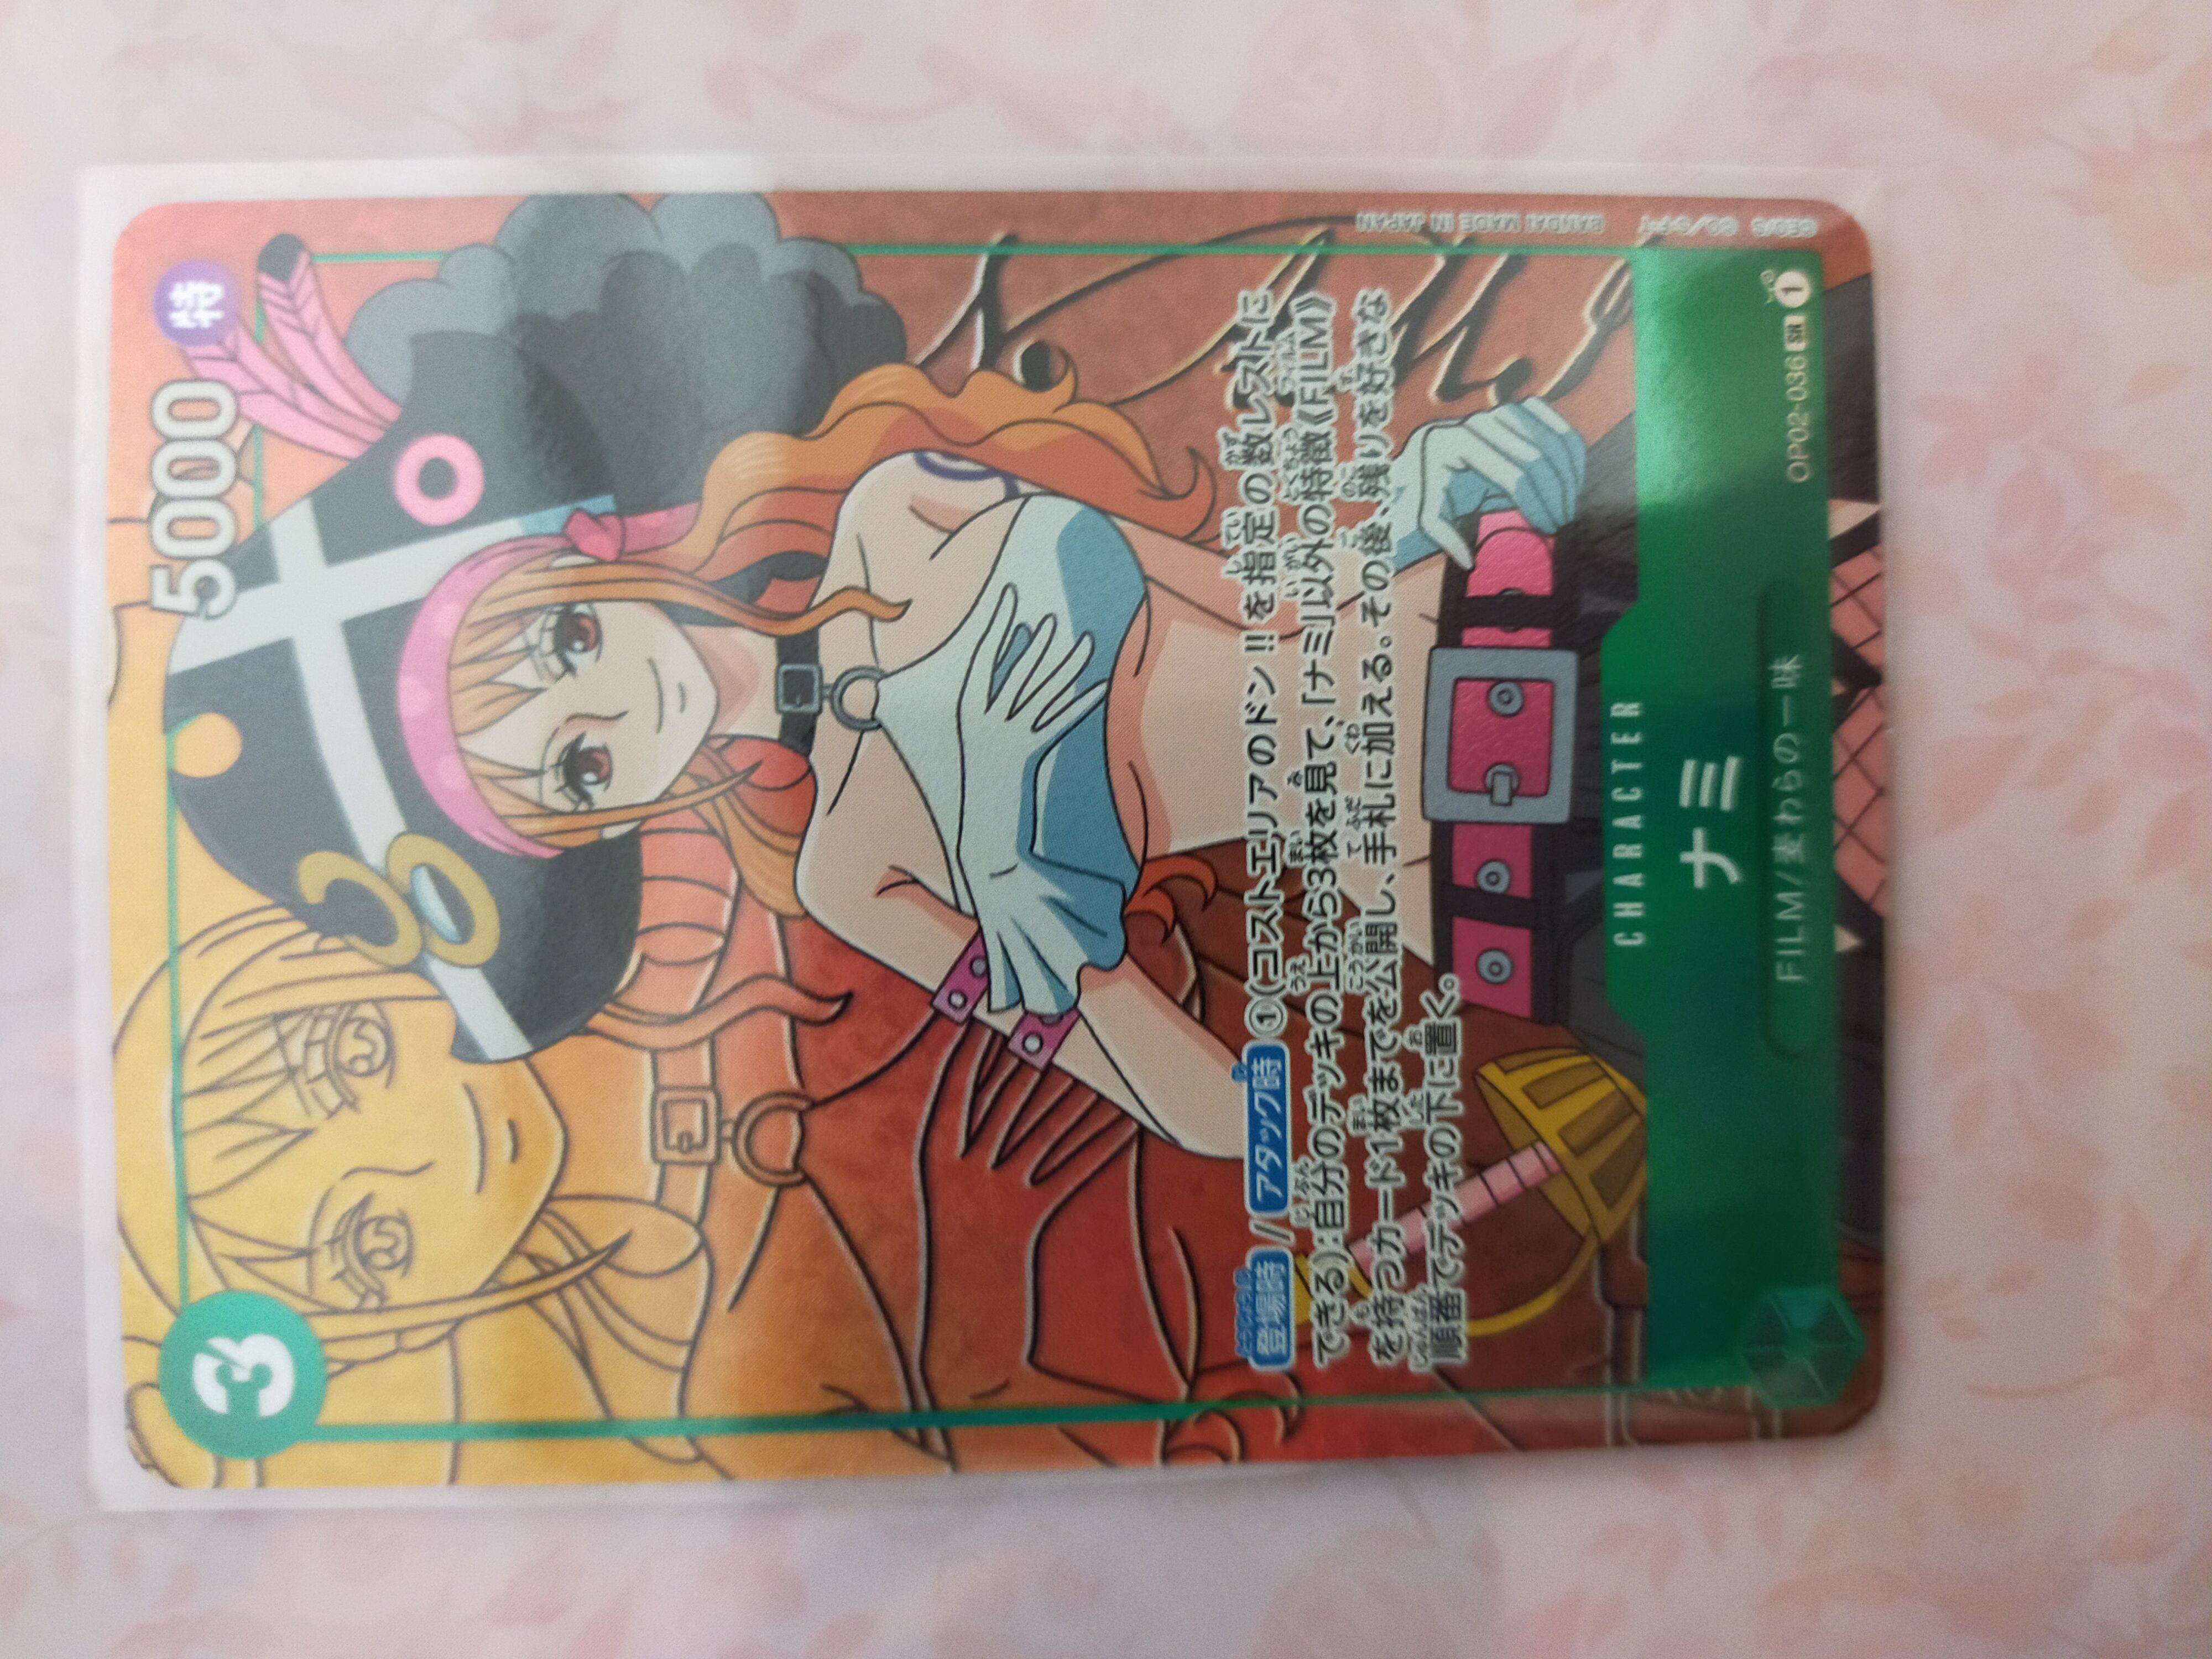 3
5000
特
登場時/アタック時①(コストエリアのドン!!を指定の数レストに
できる):自分のデッキの上から3枚を見て、「ナミ」以外の特徴《FILM》
を持つカード1枚までを公開し、手札に加える。その後、残りを好きな
順番でデッキの下に置く。
CHARACTER
ナミ
FILM/麦わらの一味
OP02-036 SR 1
BANDAI MADE IN JAPAN